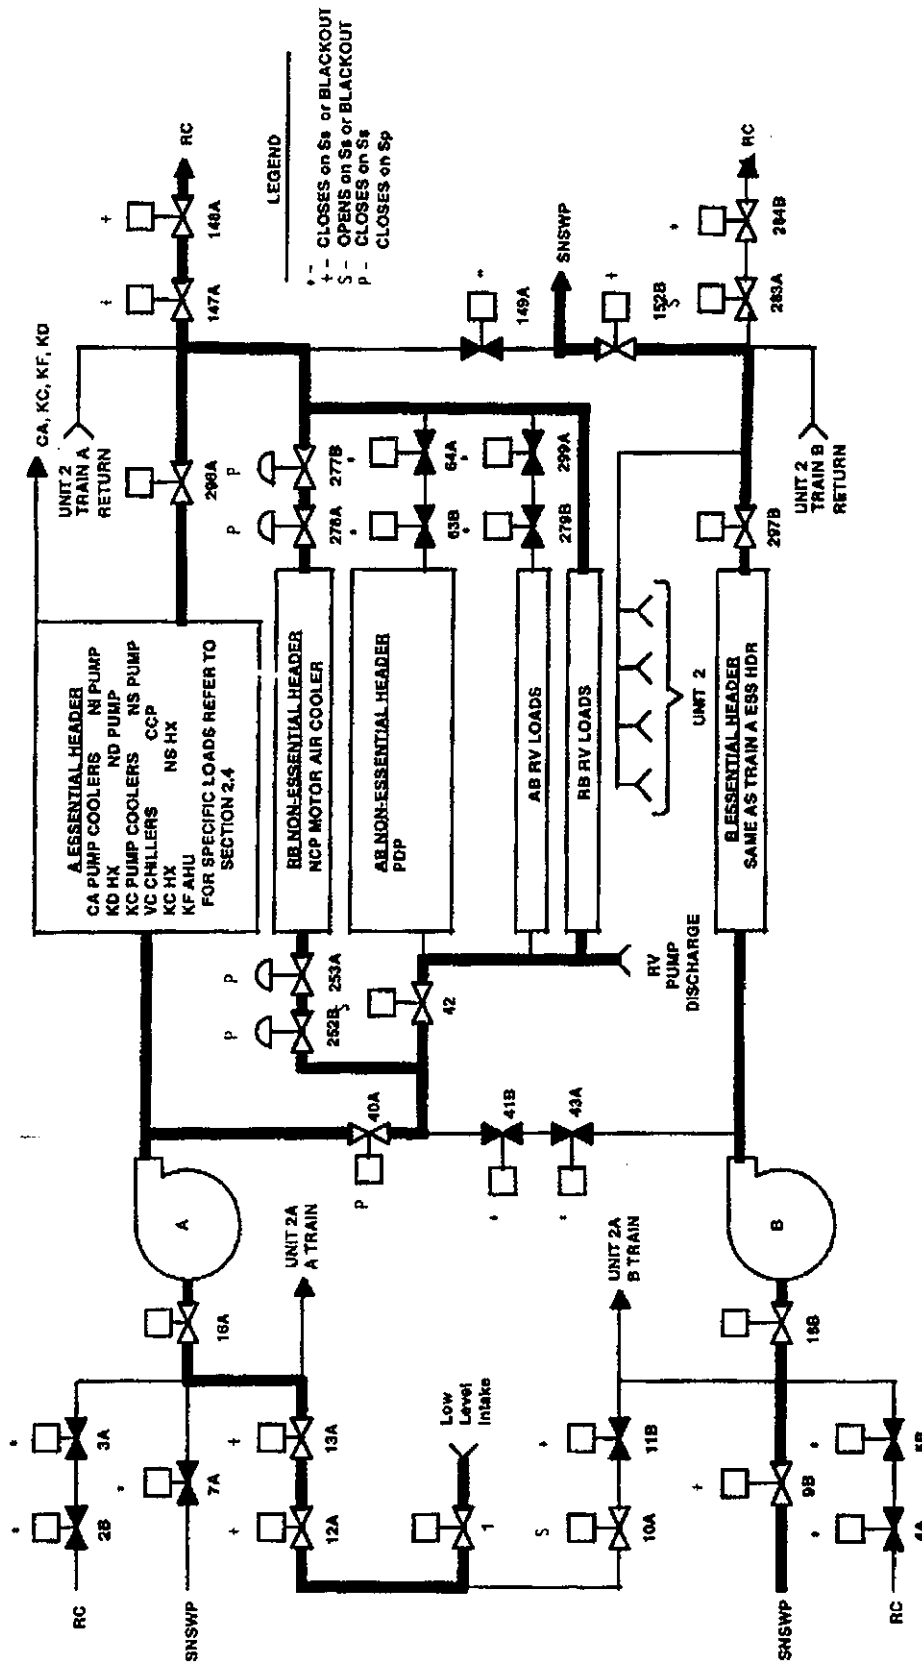 CA, KC, KF, KD
UNIT 2
TRAIN A
RETURN
A ESSENTIAL HEADER
CA PUMP COOLERS NI PUMP
KD HX ND PUMP
KC PUMP COOLERS NS PUMP
VC CHILLERS CCP
KC HX NS HX
KF AHU
FOR SPECIFIC LOADS REFER TO
SECTION 2.4
RB NON-ESSENTIAL HEADER
NCP MOTOR AIR COOLER
AB NON-ESSENTIAL HEADER
PDP
AB RV LOADS
RB RV LOADS
UNIT 2
B ESSENTIAL HEADER
SAME AS TRAIN A ESS HDR
RV
PUMP
DISCHARGE
LEGEND
* - CLOSES on Ss or BLACKOUT
+ - OPENS on Ss or BLACKOUT
S - CLOSES on Ss
P - CLOSES on Sp
RC
2B
*
3A
*
SNSWP
7A
*
16A
A
12A
+
13A
+
UNIT 2A
A TRAIN
1
Low
Level
Intake
10A
S
11B
*
UNIT 2A
B TRAIN
SNSWP
9B
+
18B
B
RC
4A
*
5B
*
40A
P
41B
*
43A
*
42
252B
S
P
253A
P
278A
P
277B
P
63B
*
64A
*
279B
*
299A
*
296A
147A
148A
+
RC
149A
SNSWP
152B
S
+
297B
283A
284B
*
RC
UNIT 2
TRAIN B
RETURN